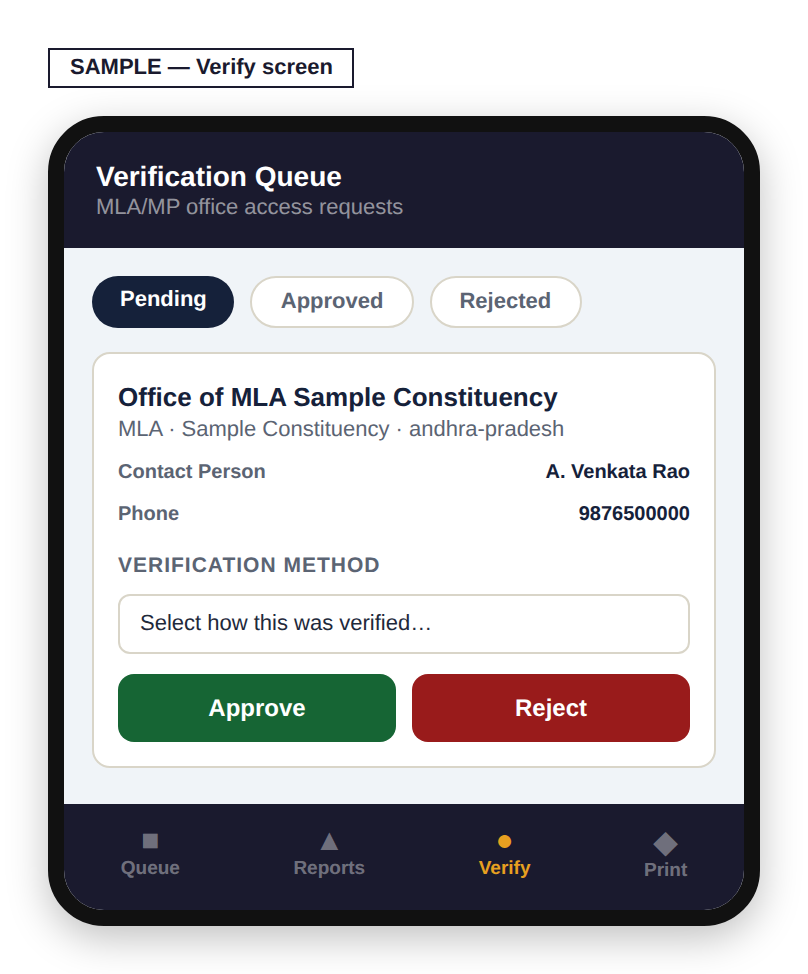 SAMPLE — Verify screen
Verification Queue
MLA/MP office access requests
Pending Approved Rejected
Office of MLA Sample Constituency
MLA · Sample Constituency · andhra-pradesh
Contact Person A. Venkata Rao
Phone 9876500000
VERIFICATION METHOD
Select how this was verified…
Approve Reject
Queue Reports Verify Print